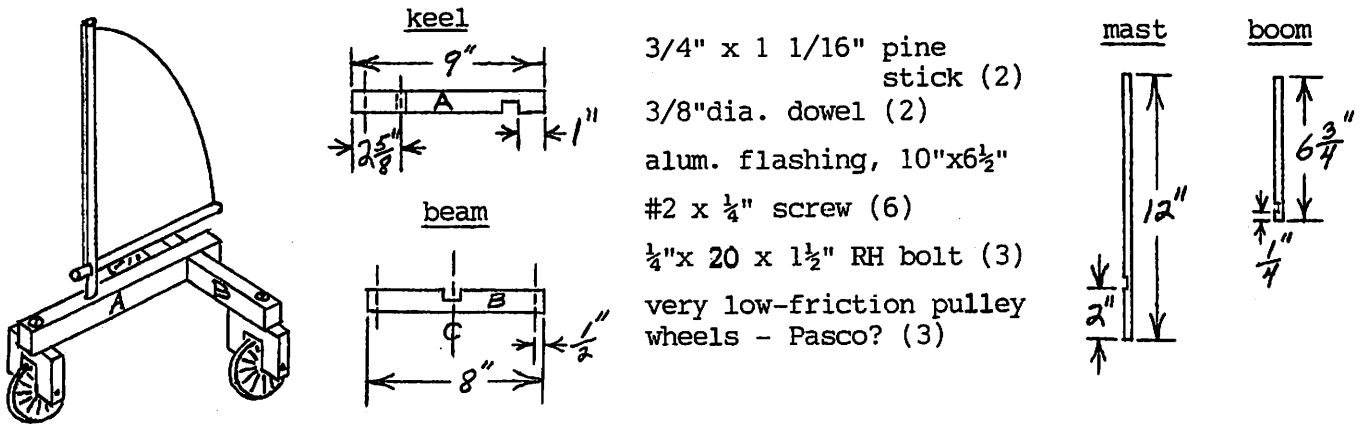 keel
9"
A
1"
2 5/8"
beam
B
C
1/2"
8"
A
B
3/4" x 1 1/16" pine
stick (2)
3/8"dia. dowel (2)
alum. flashing, 10"x6½"
#2 x ¼" screw (6)
¼"x 20 x 1½" RH bolt (3)
very low-friction pulley
wheels - Pasco? (3)
mast
12"
2"
boom
6 3/4"
1/4"